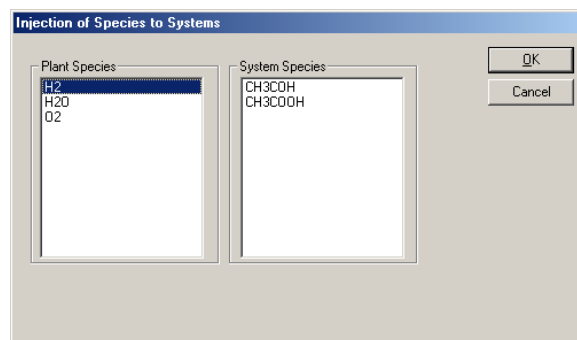 Injection of Species to Systems
Plant Species
H2
H2O
O2
System Species
CH3COH
CH3COOH
OK
Cancel